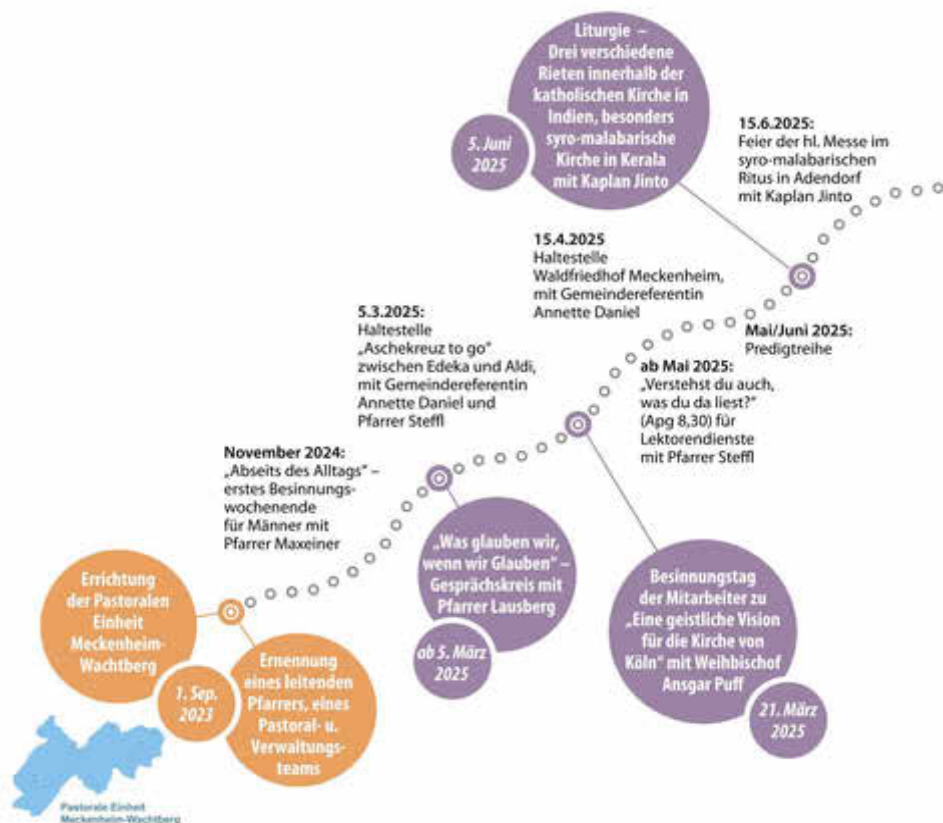 Liturgie –
Drei verschiedene
Rieten innerhalb der
katholischen Kirche in
Indien, besonders
syro-malabarische
Kirche in Kerala
mit Kaplan Jinto
5. Juni
2025
15.6.2025:
Feier der hl. Messe im
syro-malabarischen
Ritus in Adendorf
mit Kaplan Jinto
15.4.2025
Haltestelle
Waldfriedhof Meckenheim,
mit Gemeindereferentin
Annette Daniel
5.3.2025:
Haltestelle
„Aschekreuz to go"
zwischen Edeka und Aldi,
mit Gemeindereferentin
Annette Daniel und
Pfarrer Steffl
Mai/Juni 2025:
Predigtreihe
ab Mai 2025:
„Verstehst du auch,
was du da liest?"
(Apg 8,30) für
Lektorendienste
mit Pfarrer Steffl
November 2024:
„Abseits des Alltags" –
erstes Besinnungs-
wochenende
für Männer mit
Pfarrer Maxeiner
„Was glauben wir,
wenn wir Glauben" –
Gesprächskreis mit
Pfarrer Lausberg
ab 5. März
2025
Besinnungstag
der Mitarbeiter zu
„Eine geistliche Vision
für die Kirche von
Köln" mit Weihbischof
Ansgar Puff
21. März
2025
Errichtung
der Pastoralen
Einheit
Meckenheim-
Wachtberg
1. Sep.
2023
Ernennung
eines leitenden
Pfarrers, eines
Pastoral- u.
Verwaltungs-
teams
Pastorale Einheit
Meckenheim-Wachtberg